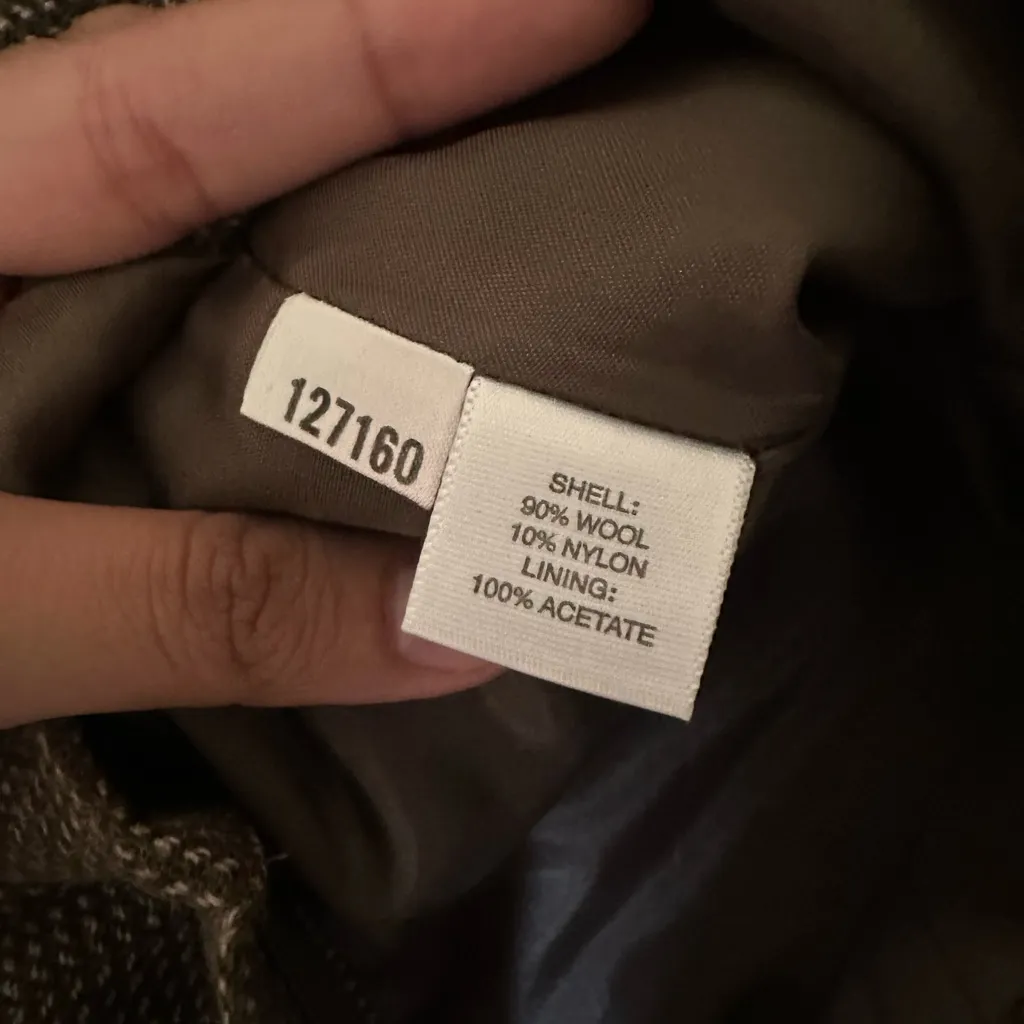 127160
SHELL:
90% WOOL
10% NYLON
LINING:
100% ACETATE